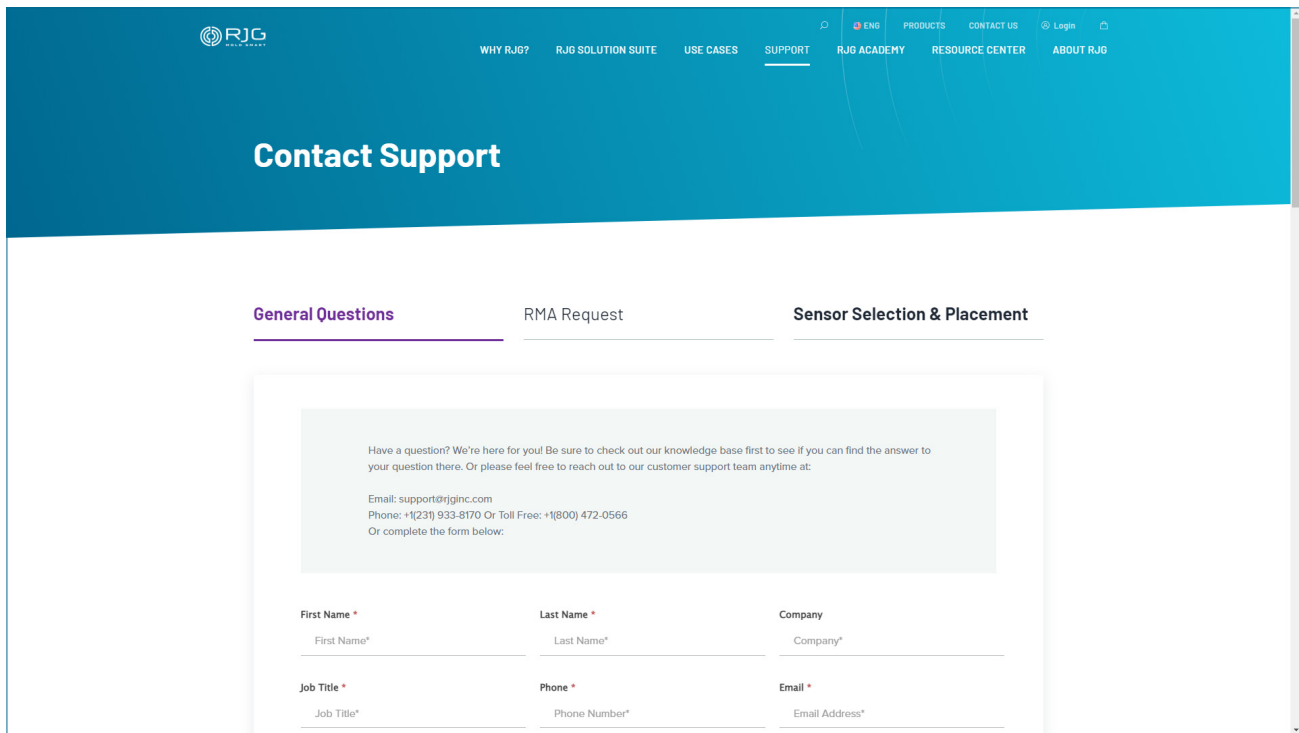 RJG
MOLD SMART
ENG PRODUCTS CONTACT US Login
WHY RJG? RJG SOLUTION SUITE USE CASES SUPPORT RJG ACADEMY RESOURCE CENTER ABOUT RJG
Contact Support
General Questions RMA Request Sensor Selection & Placement
Have a question? We're here for you! Be sure to check out our knowledge base first to see if you can find the answer to
your question there. Or please feel free to reach out to our customer support team anytime at:
Email: support@rjginc.com
Phone: +1(231) 933-8170 Or Toll Free: +1(800) 472-0566
Or complete the form below:
First Name * Last Name * Company
First Name* Last Name* Company*
Job Title * Phone * Email *
Job Title* Phone Number* Email Address*